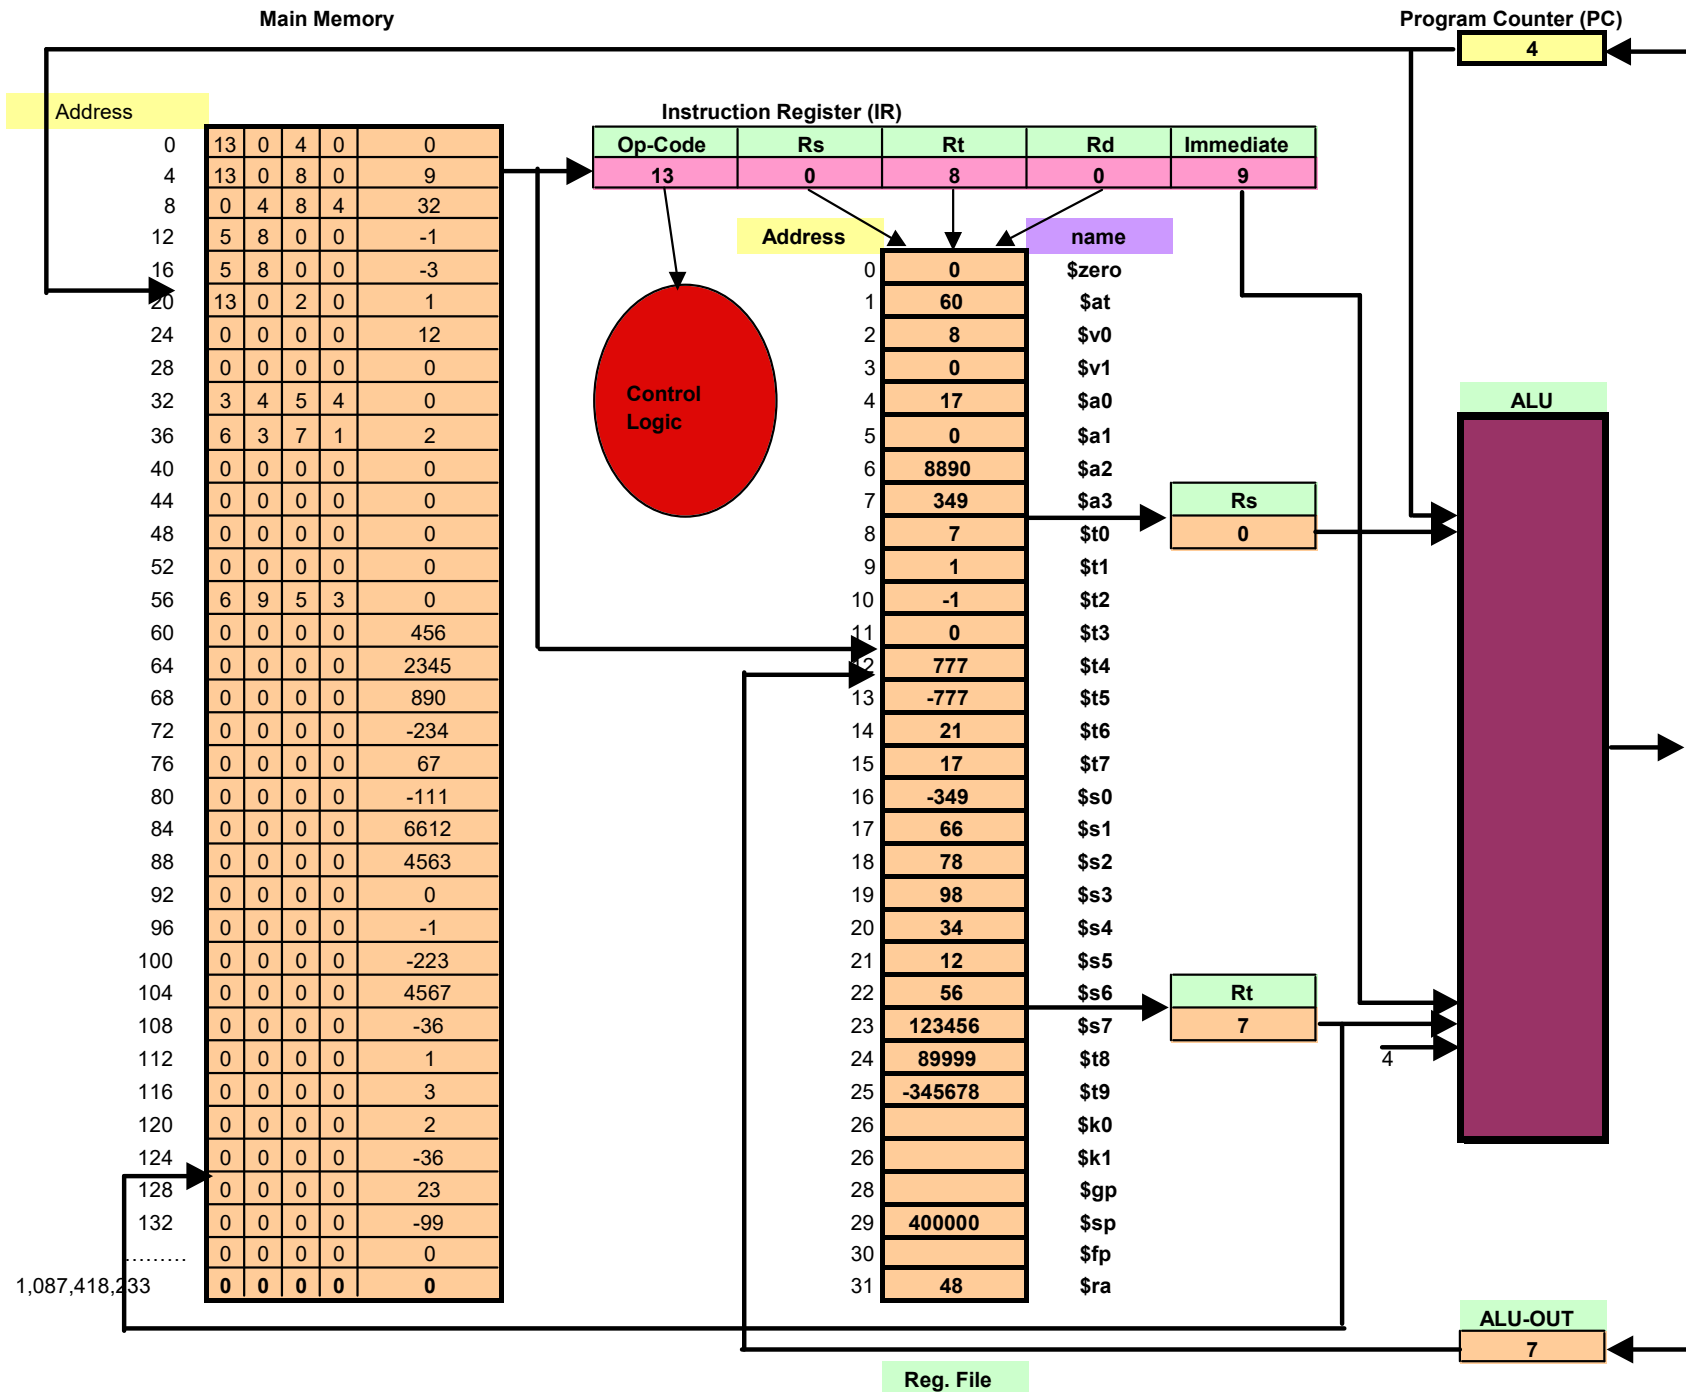 Main Memory
Program Counter (PC)
4
Address
Instruction Register (IR)
Op-Code Rs Rt Rd Immediate
13 0 8 0 9
0 13 0 4 0 0
4 13 0 8 0 9
8 0 4 8 4 32
12 5 8 0 0 -1
16 5 8 0 0 -3
20 13 0 2 0 1
24 0 0 0 0 12
28 0 0 0 0 0
32 3 4 5 4 0
36 6 3 7 1 2
40 0 0 0 0 0
44 0 0 0 0 0
48 0 0 0 0 0
52 0 0 0 0 0
56 6 9 5 3 0
60 0 0 0 0 456
64 0 0 0 0 2345
68 0 0 0 0 890
72 0 0 0 0 -234
76 0 0 0 0 67
80 0 0 0 0 -111
84 0 0 0 0 6612
88 0 0 0 0 4563
92 0 0 0 0 0
96 0 0 0 0 -1
100 0 0 0 0 -223
104 0 0 0 0 4567
108 0 0 0 0 -36
112 0 0 0 0 1
116 0 0 0 0 3
120 0 0 0 0 2
124 0 0 0 0 -36
128 0 0 0 0 23
132 0 0 0 0 -99
......... 0 0 0 0 0
1,087,418,233 0 0 0 0 0
Control
Logic
Address name
0 0 $zero
1 60 $at
2 8 $v0
3 0 $v1
4 17 $a0
5 0 $a1
6 8890 $a2
7 349 $a3
8 7 $t0
9 1 $t1
10 -1 $t2
11 0 $t3
12 777 $t4
13 -777 $t5
14 21 $t6
15 17 $t7
16 -349 $s0
17 66 $s1
18 78 $s2
19 98 $s3
20 34 $s4
21 12 $s5
22 56 $s6
23 123456 $s7
24 89999 $t8
25 -345678 $t9
26 $k0
26 $k1
28 $gp
29 400000 $sp
30 $fp
31 48 $ra
Reg. File
Rs
0
Rt
7
ALU
4
ALU-OUT
7